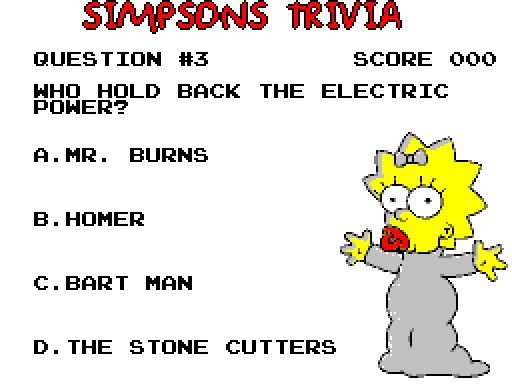 SIMPSONS TRIVIA
QUESTION #3 SCORE 000
WHO HOLD BACK THE ELECTRIC
POWER?
A.MR. BURNS
B.HOMER
C.BART MAN
D.THE STONE CUTTERS